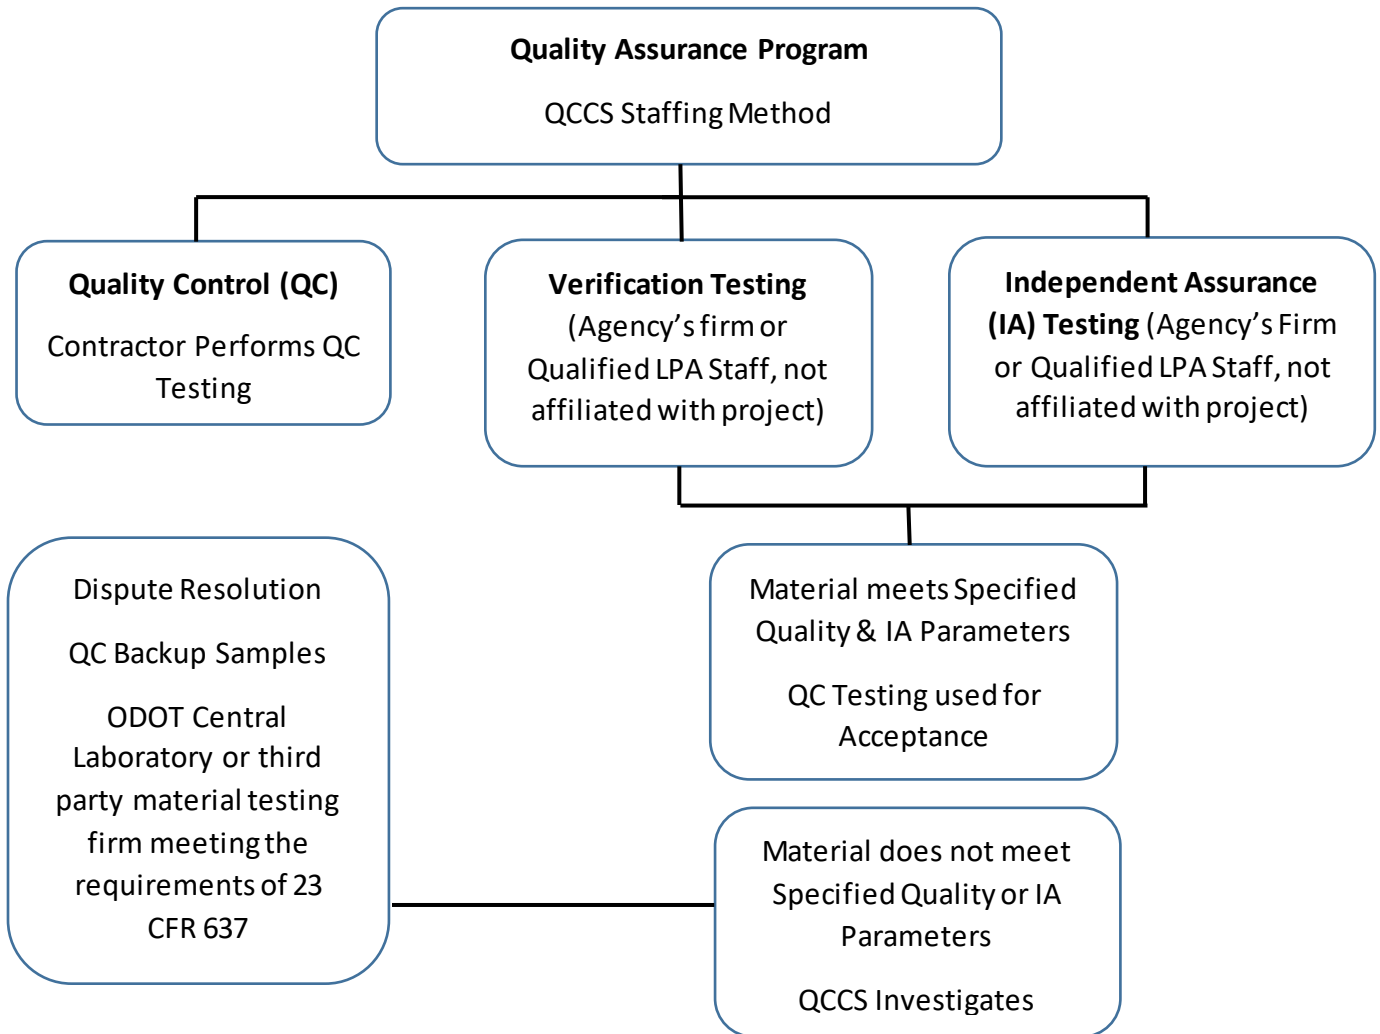 Quality Assurance Program
QCCS Staffing Method
Quality Control (QC)
Contractor Performs QC
Testing
Verification Testing
(Agency's firm or
Qualified LPA Staff, not
affiliated with project)
Independent Assurance
(IA) Testing (Agency's Firm
or Qualified LPA Staff, not
affiliated with project)
Dispute Resolution
QC Backup Samples
ODOT Central
Laboratory or third
party material testing
firm meeting the
requirements of 23
CFR 637
Material meets Specified
Quality & IA Parameters
QC Testing used for
Acceptance
Material does not meet
Specified Quality or IA
Parameters
QCCS Investigates